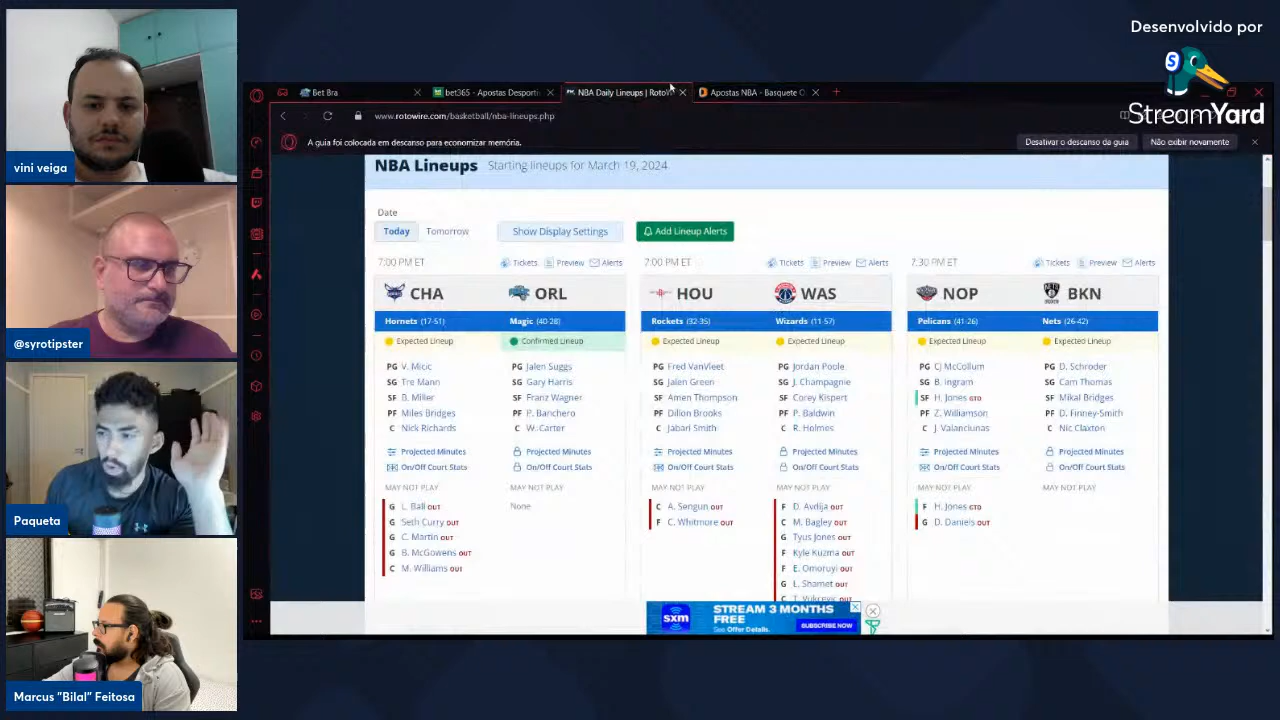 Desenvolvido por
StreamYard
vini veiga
@syrotipster
Paqueta
Marcus "Bilal" Feitosa
Bet Bra
bet365 - Apostas Desporti
NBA Daily Lineups | RotoW
Apostas NBA - Basquete O
www.rotowire.com/basketball/nba-lineups.php
A guia foi colocada em descanso para economizar memória.
Desativar o descanso da guia
Não exibir novamente
NBA Lineups Starting lineups for March 19, 2024.
Date
Today Tomorrow Show Display Settings Add Lineup Alerts
7:00 PM ET Tickets Preview Alerts
CHA ORL
Hornets (17-51) Magic (40-28)
Expected Lineup Confirmed Lineup
PG V. Micic PG Jalen Suggs
SG Tre Mann SG Gary Harris
SF B. Miller SF Franz Wagner
PF Miles Bridges PF P. Banchero
C Nick Richards C W. Carter
Projected Minutes Projected Minutes
On/Off Court Stats On/Off Court Stats
MAY NOT PLAY MAY NOT PLAY
G L. Ball OUT None
G Seth Curry OUT
G C. Martin OUT
G B. McGowens OUT
C M. Williams OUT
7:00 PM ET Tickets Preview Alerts
HOU WAS
Rockets (32-35) Wizards (11-57)
Expected Lineup Expected Lineup
PG Fred VanVleet PG Jordan Poole
SG Jalen Green SG J. Champagnie
SF Amen Thompson SF Corey Kispert
PF Dillon Brooks PF P. Baldwin
C Jabari Smith C R. Holmes
Projected Minutes Projected Minutes
On/Off Court Stats On/Off Court Stats
MAY NOT PLAY MAY NOT PLAY
C A. Sengun OUT F D. Avdija OUT
F C. Whitmore OUT C M. Bagley OUT
G Tyus Jones OUT
F Kyle Kuzma OUT
F E. Omoruyi OUT
G L. Shamet OUT
C T. Vukcevic OUT
7:30 PM ET Tickets Preview Alerts
NOP BKN
Pelicans (41-26) Nets (26-42)
Expected Lineup Expected Lineup
PG CJ McCollum PG D. Schroder
SG B. Ingram SG Cam Thomas
SF H. Jones GTD SF Mikal Bridges
PF Z. Williamson PF D. Finney-Smith
C J. Valanciunas C Nic Claxton
Projected Minutes Projected Minutes
On/Off Court Stats On/Off Court Stats
MAY NOT PLAY MAY NOT PLAY
F H. Jones GTD
G D. Daniels OUT
sxm STREAM 3 MONTHS
FREE
See Offer Details. SUBSCRIBE NOW